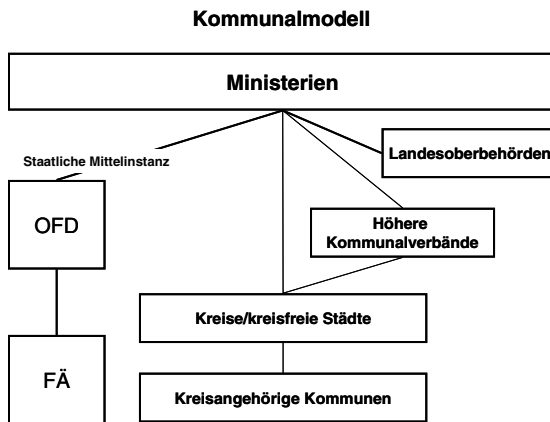 Kommunalmodell
Ministerien
Landesoberbehörden
Staatliche Mittelinstanz
OFD
Höhere
Kommunalverbände
Kreise/kreisfreie Städte
FÄ
Kreisangehörige Kommunen